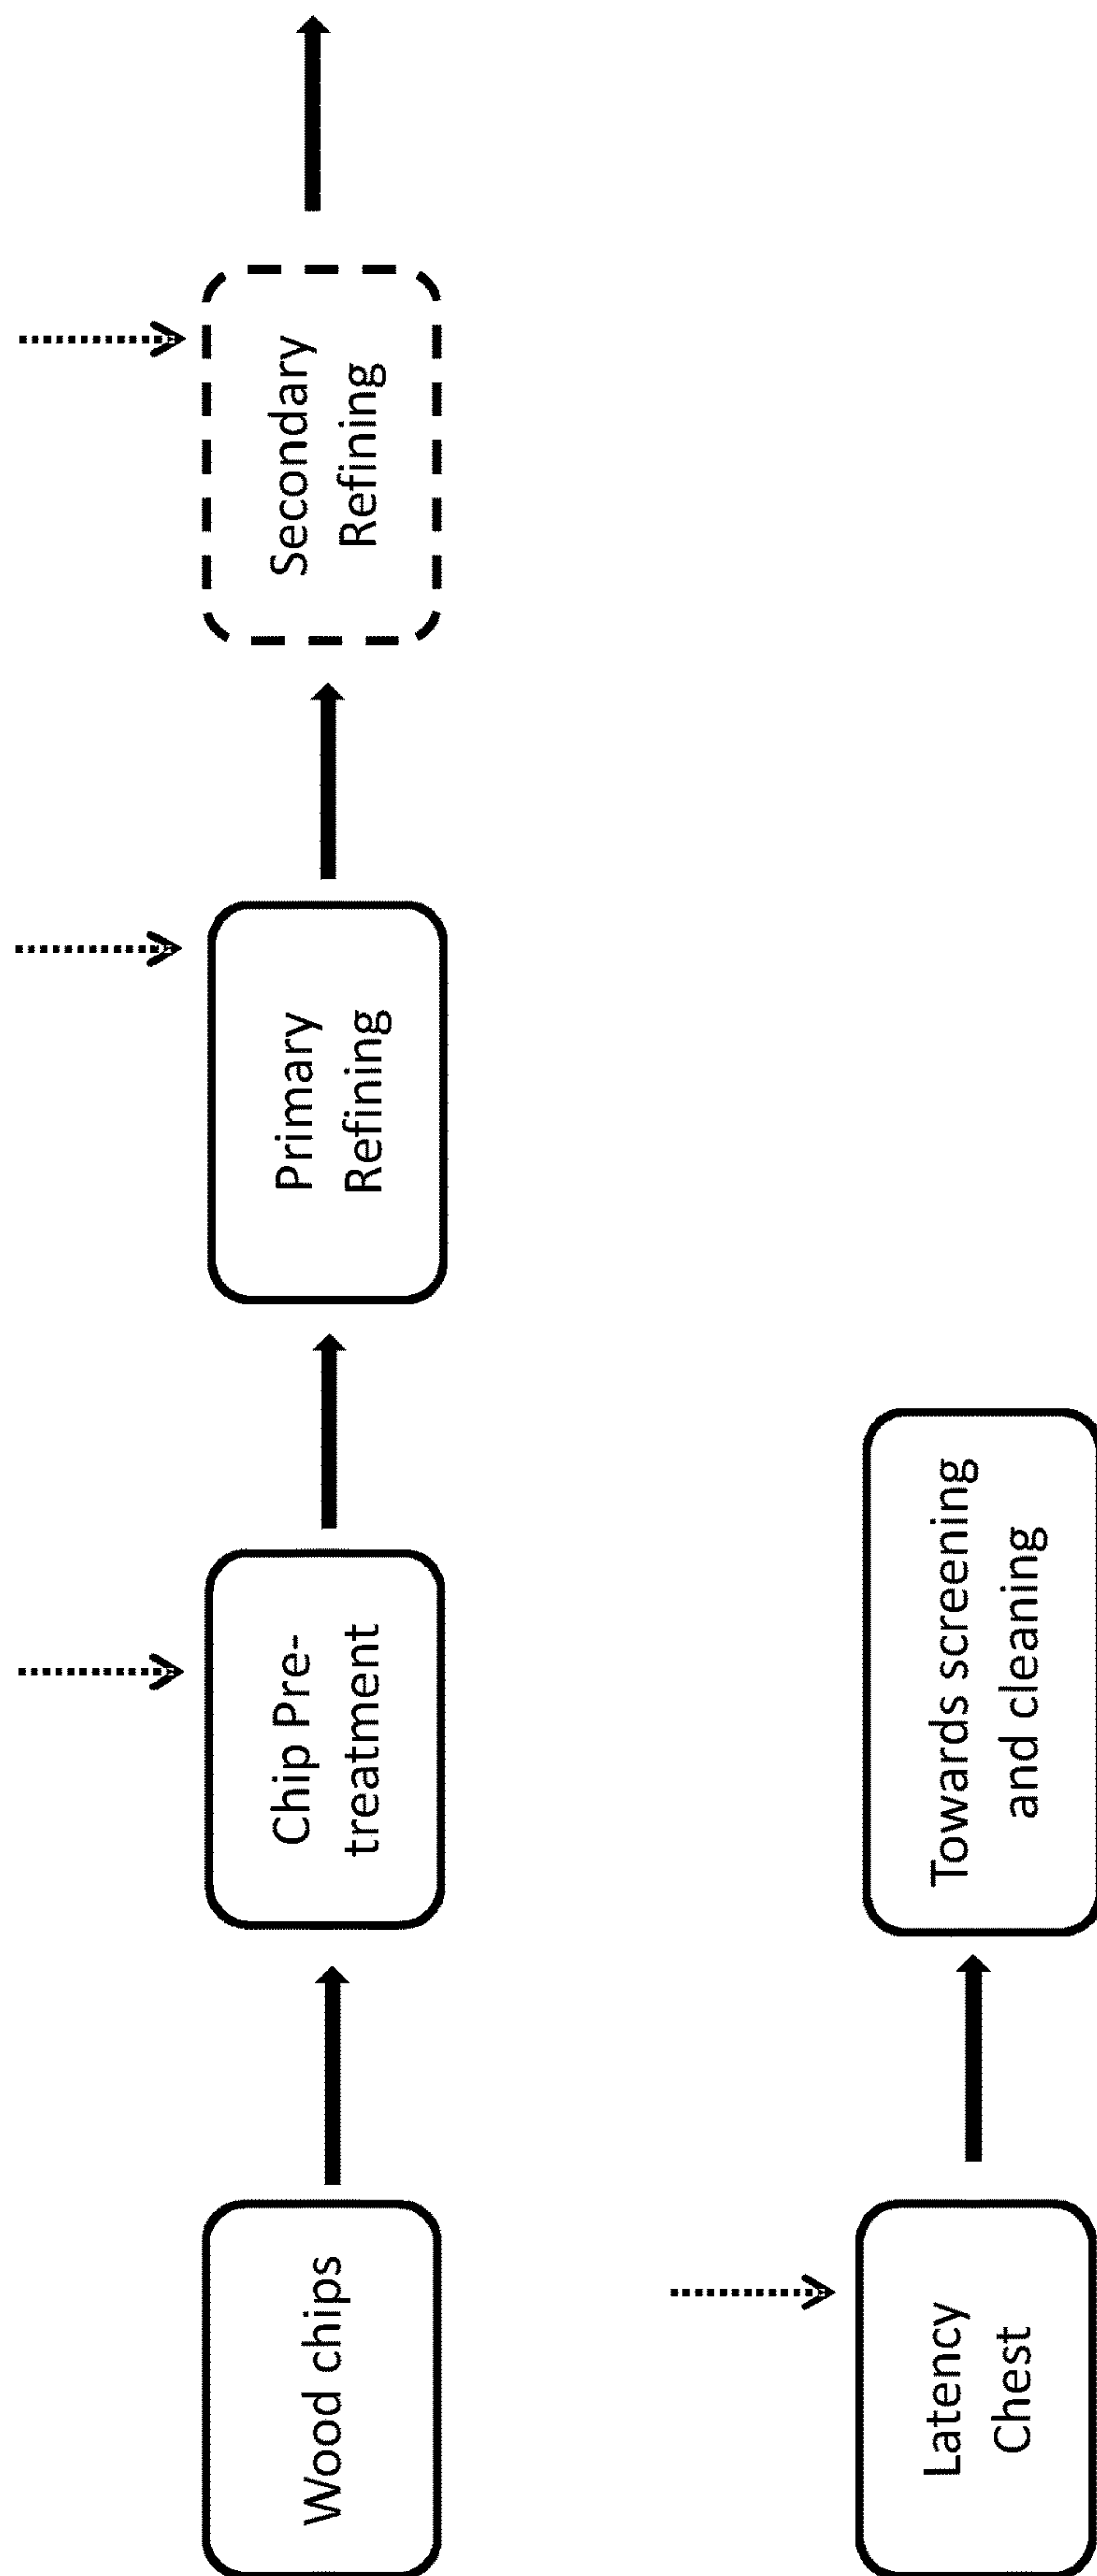 Wood chips
Chip Pre-
treatment
Primary
Refining
Secondary
Refining
Latency
Chest
Towards screening
and cleaning